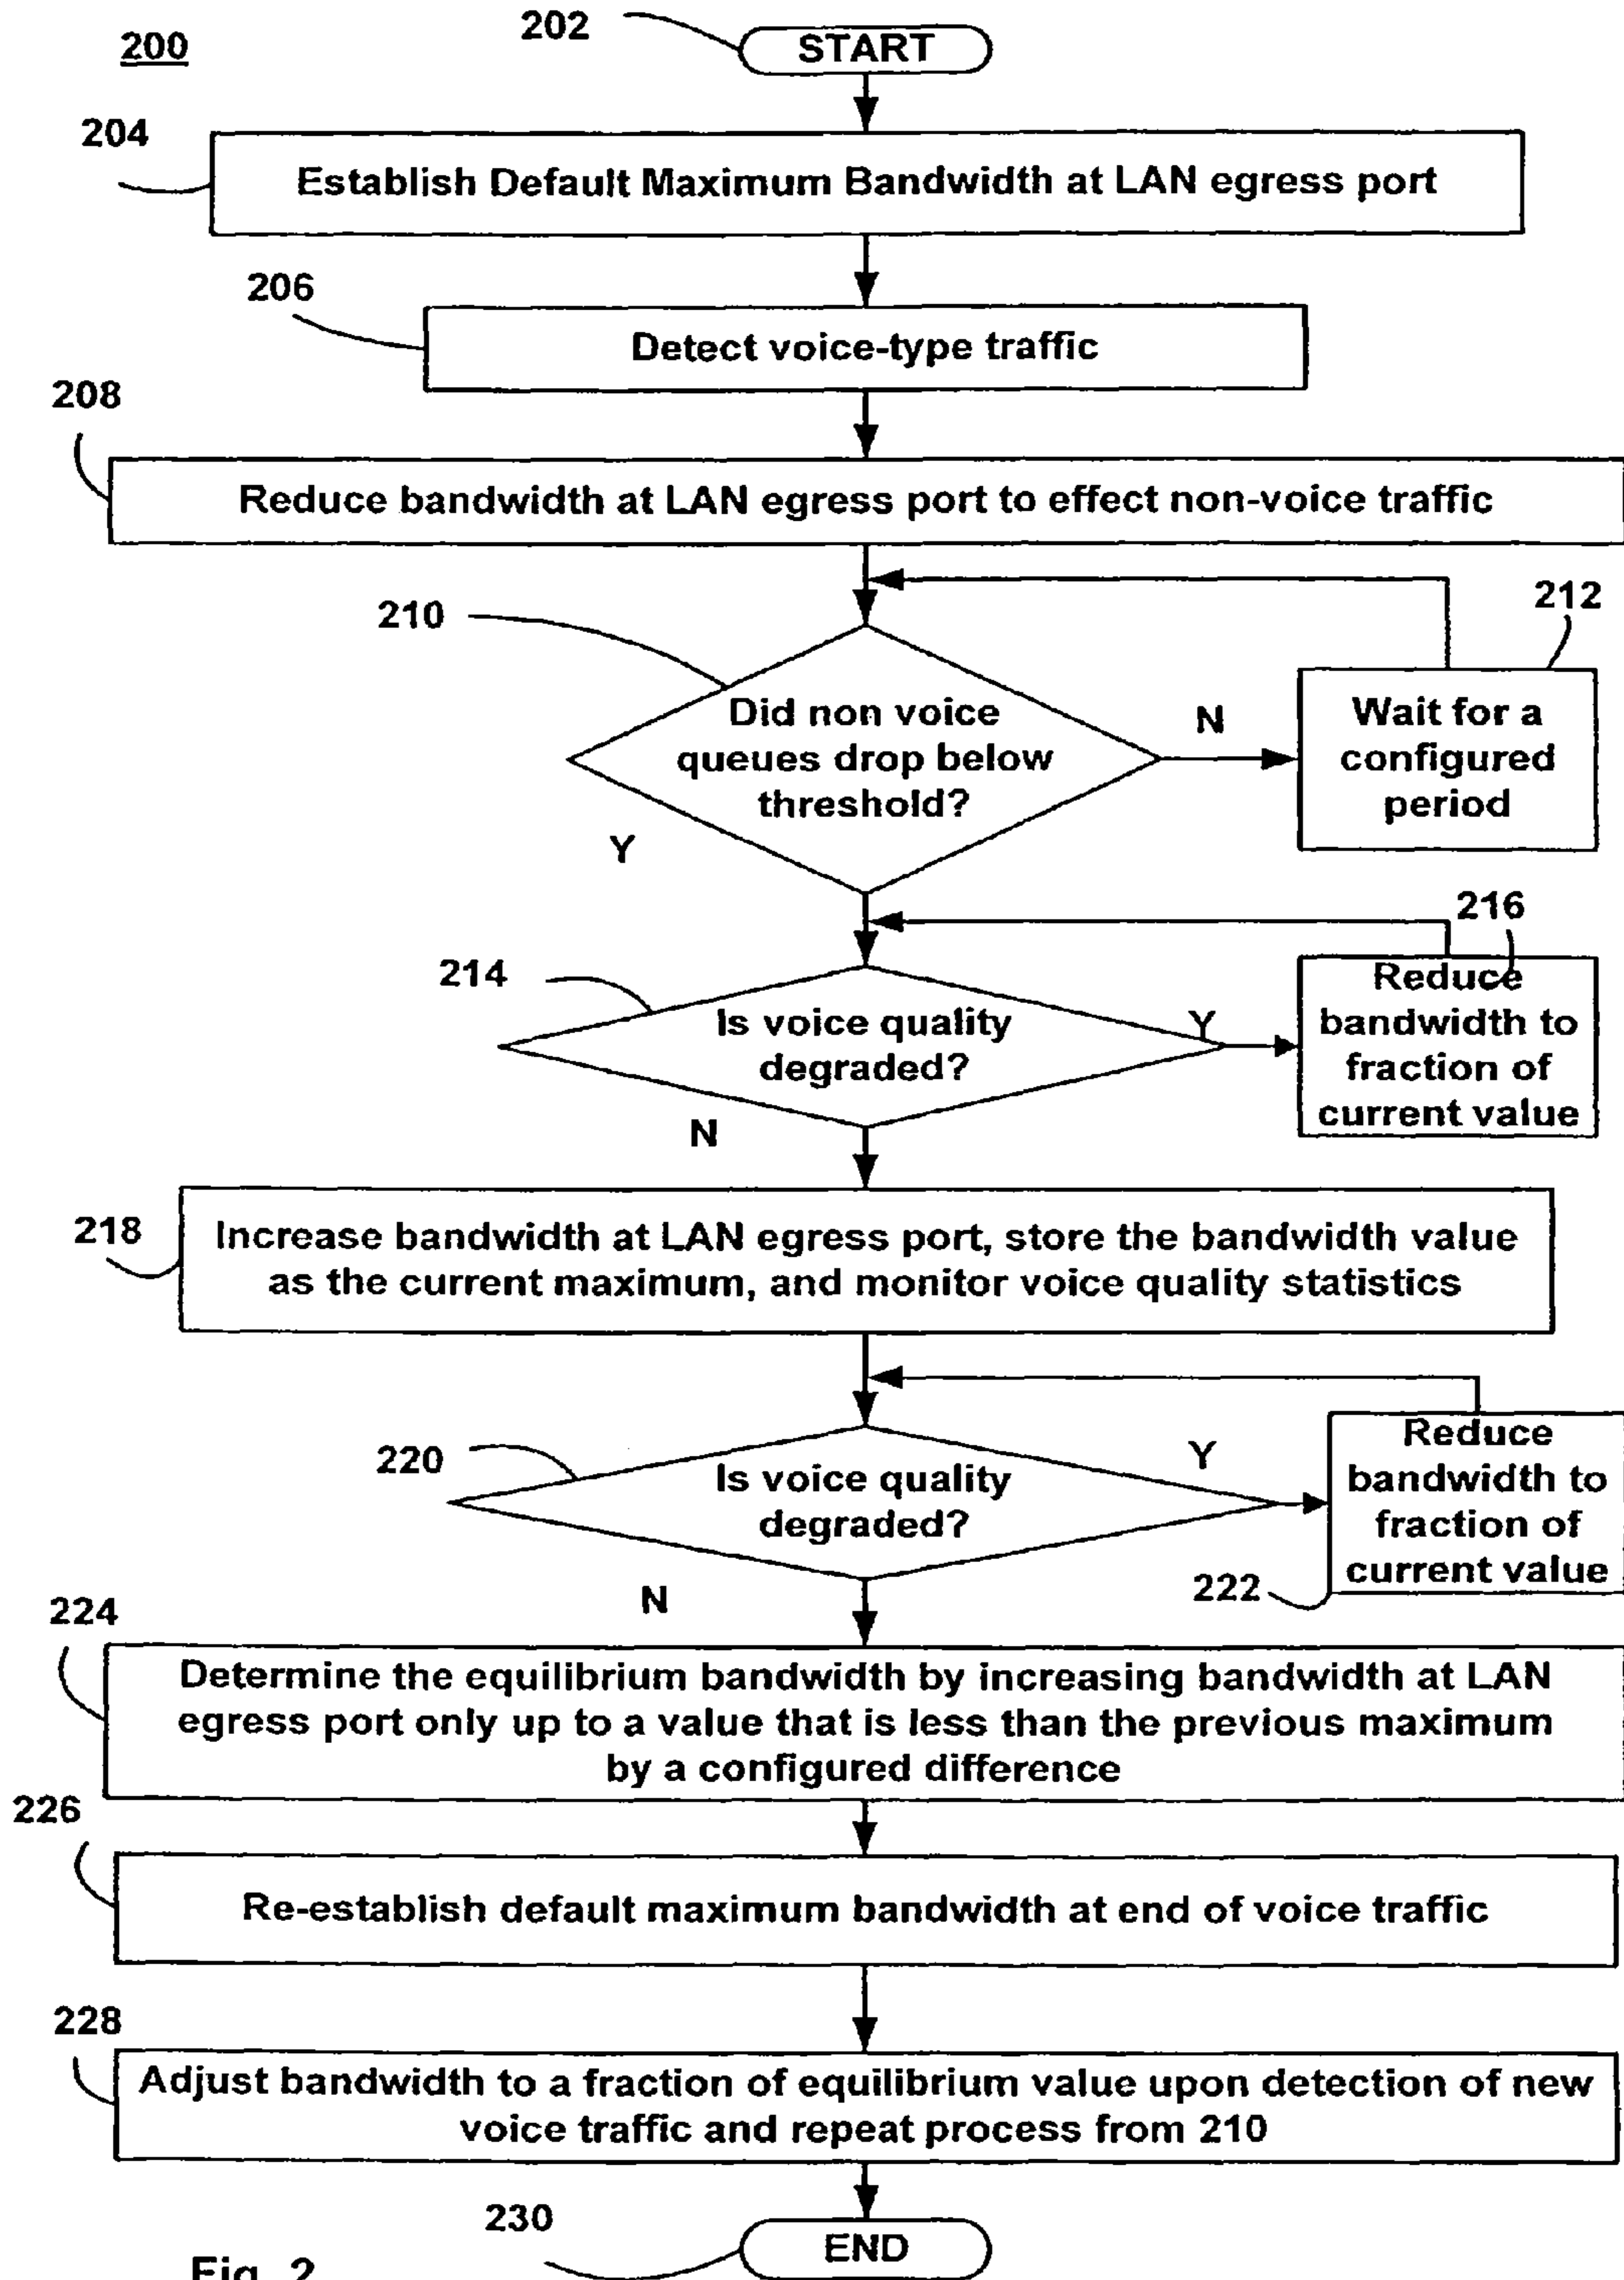 200
202
START
204
Establish Default Maximum Bandwidth at LAN egress port
206
Detect voice-type traffic
208
Reduce bandwidth at LAN egress port to effect non-voice traffic
210
Did non voice
queues drop below
threshold?
N
212
Wait for a
configured
period
Y
214
Is voice quality
degraded?
Y
216
Reduce
bandwidth to
fraction of
current value
N
218
Increase bandwidth at LAN egress port, store the bandwidth value
as the current maximum, and monitor voice quality statistics
220
Is voice quality
degraded?
Y
Reduce
bandwidth to
fraction of
current value
222
N
224
Determine the equilibrium bandwidth by increasing bandwidth at LAN
egress port only up to a value that is less than the previous maximum
by a configured difference
226
Re-establish default maximum bandwidth at end of voice traffic
228
Adjust bandwidth to a fraction of equilibrium value upon detection of new
voice traffic and repeat process from 210
230
END
Fig. 2